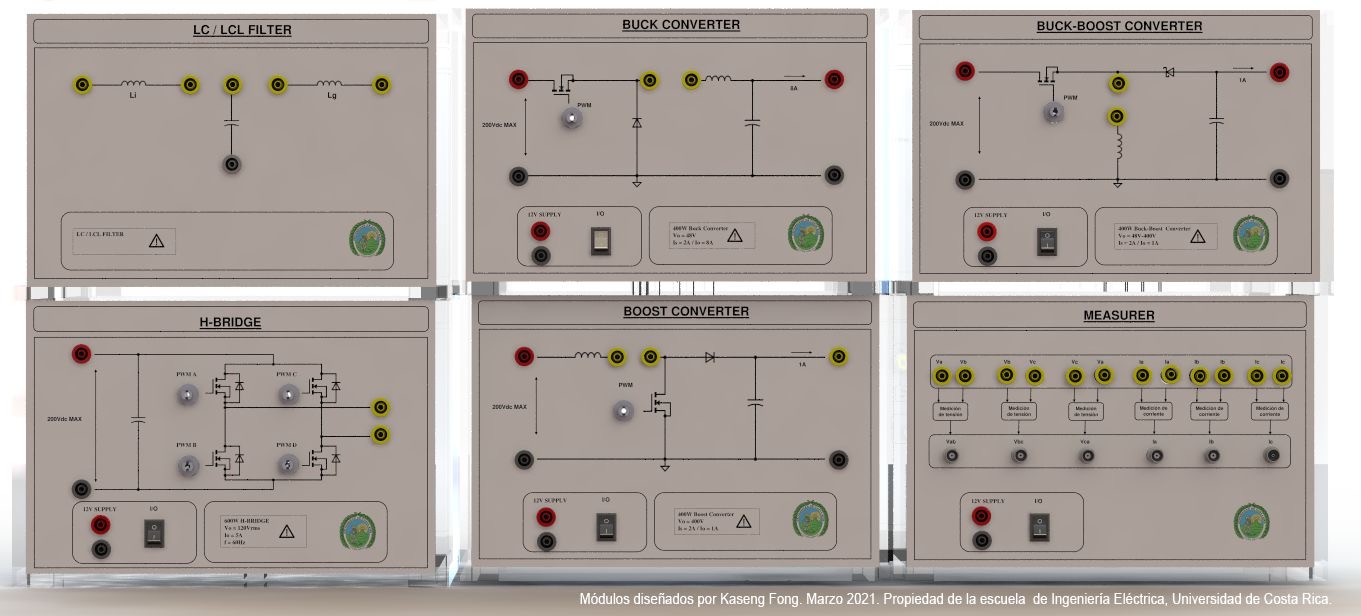 LC / LCL FILTER
Li
Lg
LC / LCL FILTER
BUCK CONVERTER
8A
PWM
200Vdc MAX
12V SUPPLY
I/O
400W Buck Converter
Vo = 48V
Is = 2A / Io = 8A
BUCK-BOOST CONVERTER
1A
PWM
200Vdc MAX
12V SUPPLY
I/O
400W Buck-Boost Converter
Vo = 48V-400V
Is = 2A / Io = 1A
H-BRIDGE
PWM A
PWM C
200Vdc MAX
PWM B
PWM D
12V SUPPLY
I/O
600W H-BRIDGE
Vo = 120Vrms
Io = 5A
f = 60Hz
BOOST CONVERTER
1A
PWM
200Vdc MAX
12V SUPPLY
I/O
400W Boost Converter
Vo = 400V
Is = 2A / Io = 1A
MEASURER
Va Vb Vb Vc Vc Va Ia Ia Ib Ib Ic Ic
Medición de tensión
Medición de tensión
Medición de tensión
Medición de corriente
Medición de corriente
Medición de corriente
Vab Vbc Vca Ia Ib Ic
12V SUPPLY
I/O
Módulos diseñados por Kaseng Fong. Marzo 2021. Propiedad de la escuela de Ingeniería Eléctrica, Universidad de Costa Rica.